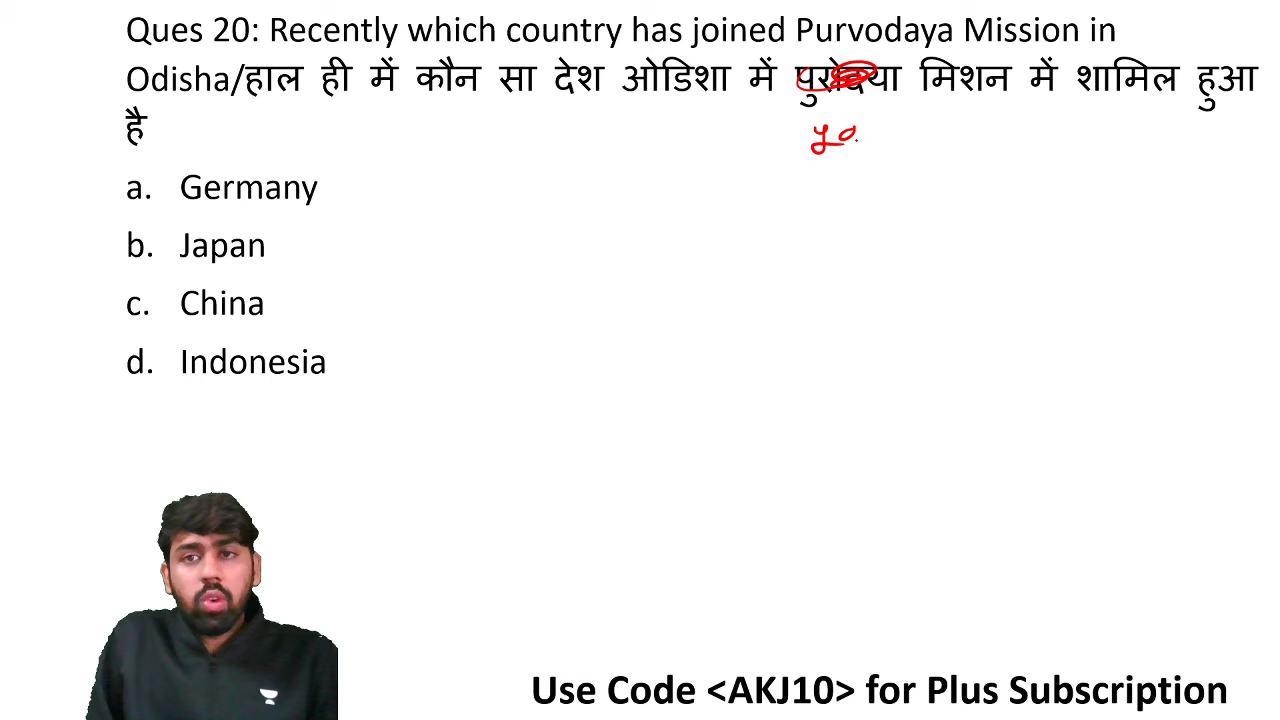 Ques 20: Recently which country has joined Purvodaya Mission in
Odisha/हाल ही में कौन सा देश ओडिशा में पुरोदया मिशन में शामिल हुआ
है
a. Germany
b. Japan
c. China
d. Indonesia
Use Code <AKJ10> for Plus Subscription